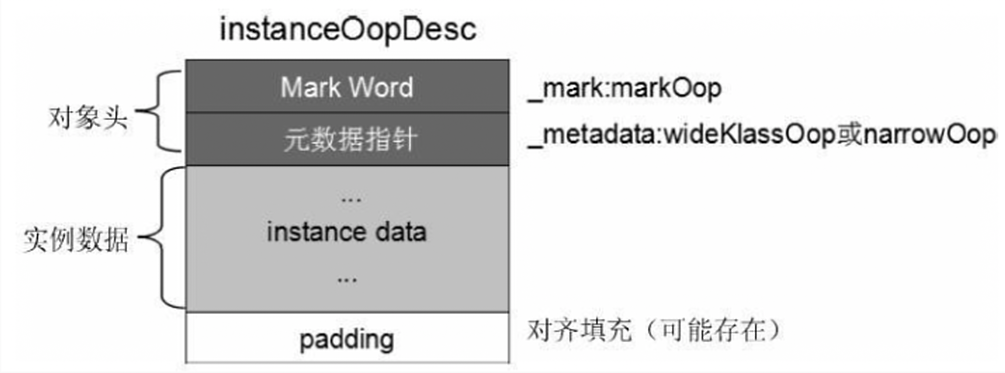 instanceOopDesc
对象头
Mark Word
_mark:markOop
元数据指针
_metadata:wideKlassOop或narrowOop
实例数据
...
instance data
...
padding
对齐填充（可能存在）